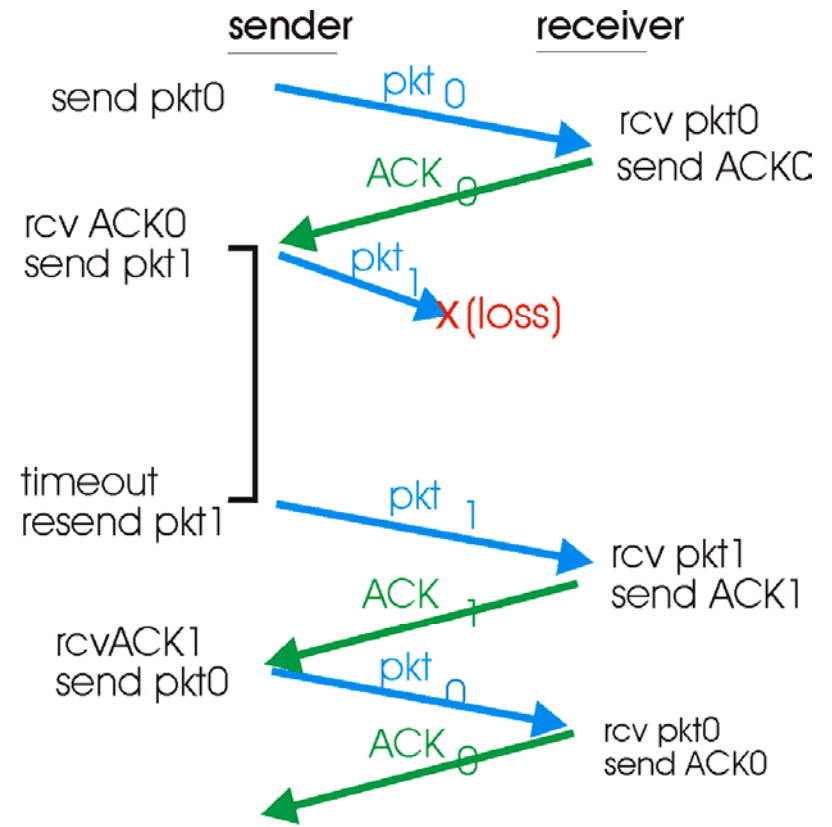 sender
receiver
send pkt0
pkt 0
rcv pkt0
send ACK0
ACK 0
rcv ACK0
send pkt1
pkt 1
X (loss)
timeout
resend pkt1
pkt 1
rcv pkt1
send ACK1
ACK 1
rcvACK1
send pkt0
pkt 0
rcv pkt0
send ACK0
ACK 0